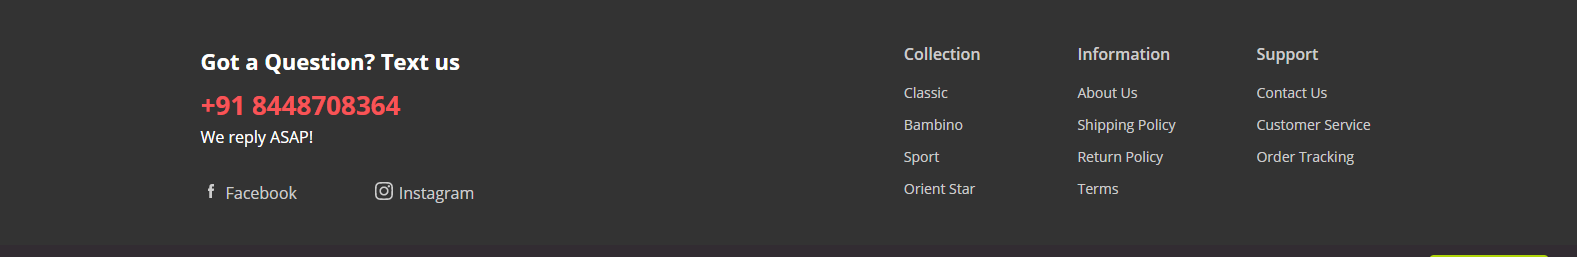 Got a Question? Text us
+91 8448708364
We reply ASAP!
Facebook
Instagram
Collection
Classic
Bambino
Sport
Orient Star
Information
About Us
Shipping Policy
Return Policy
Terms
Support
Contact Us
Customer Service
Order Tracking